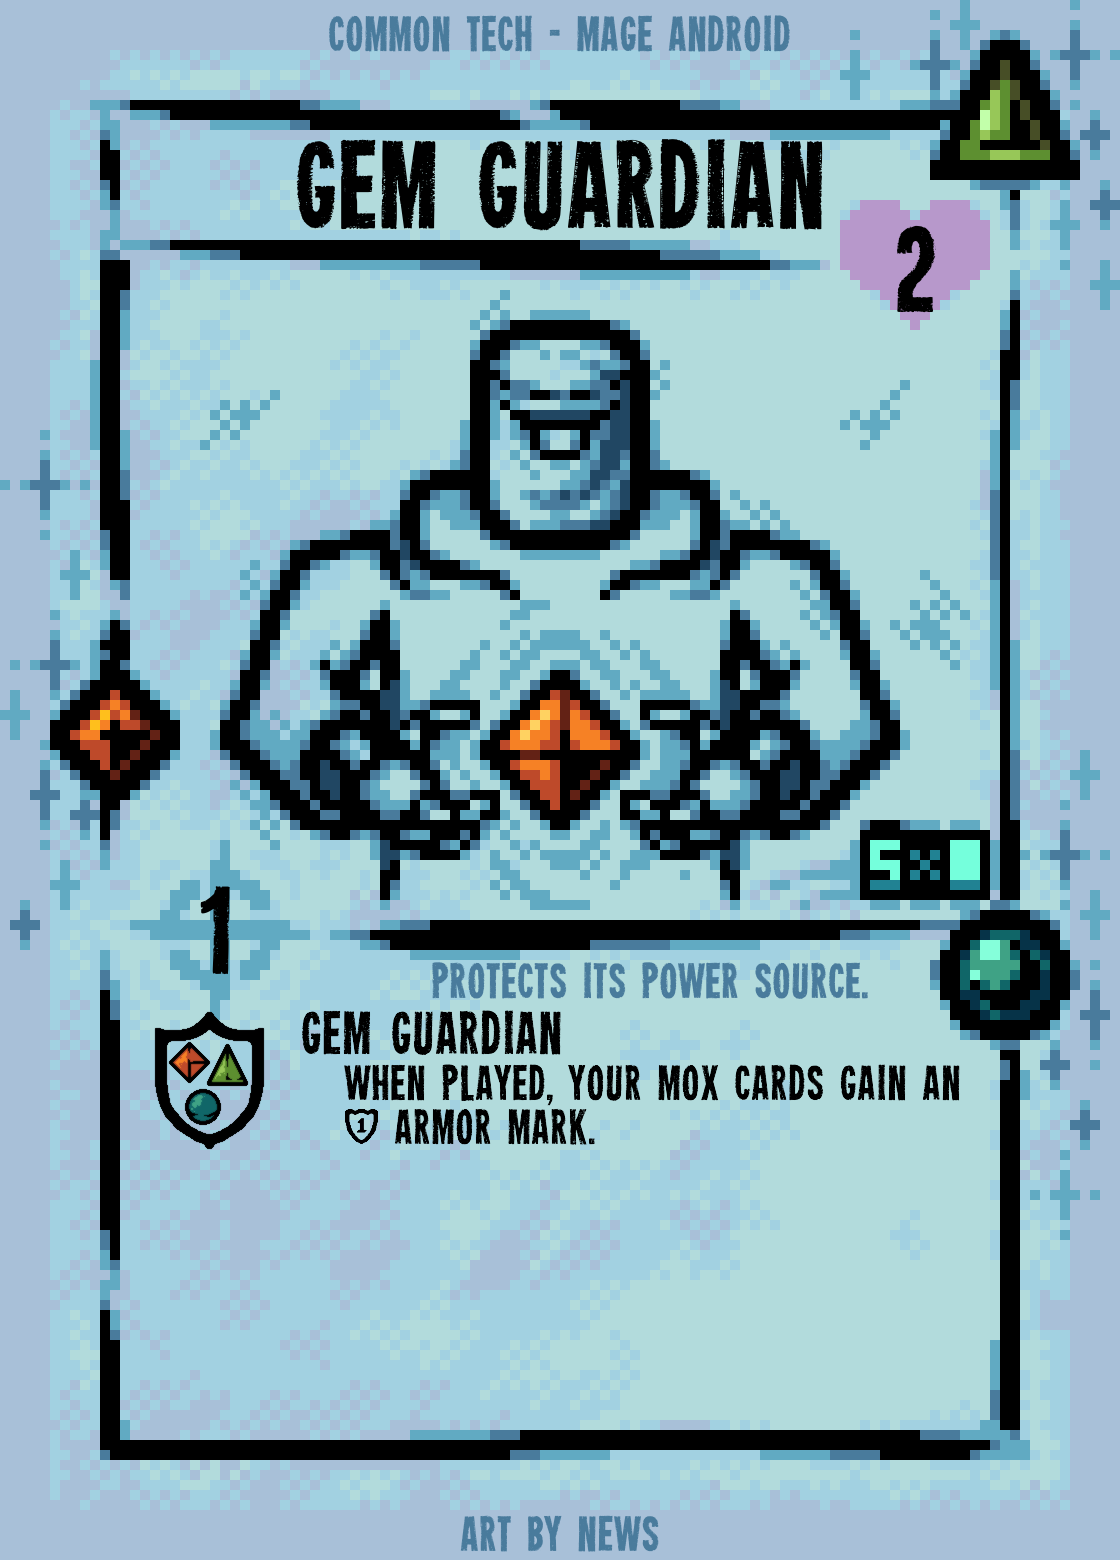 COMMON TECH - MAGE ANDROID
GEM GUARDIAN
2
5×
1
PROTECTS ITS POWER SOURCE.
GEM GUARDIAN
WHEN PLAYED, YOUR MOX CARDS GAIN AN
1 ARMOR MARK.
ART BY NEWS